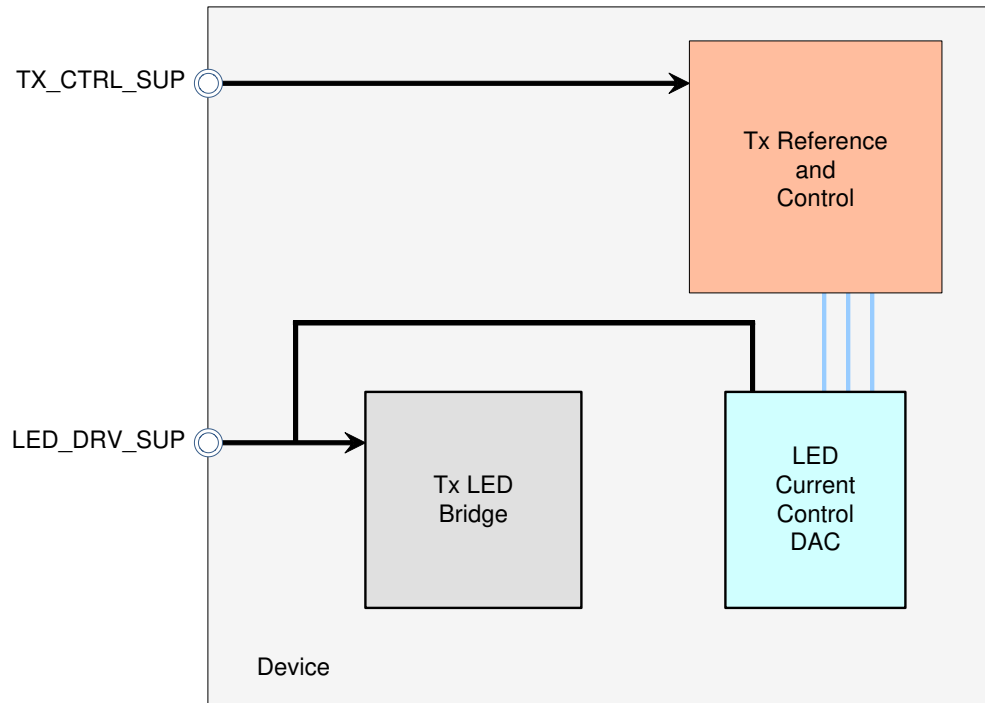 TX_CTRL_SUP
Tx Reference
and
Control
LED_DRV_SUP
Tx LED
Bridge
LED
Current
Control
DAC
Device